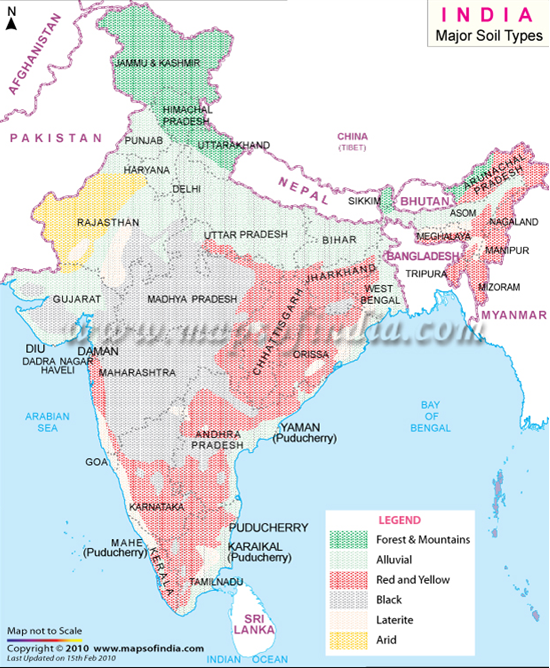 INDIA
Major Soil Types
N
AFGHANISTAN
JAMMU & KASHMIR
HIMACHAL
PRADESH
PAKISTAN
PUNJAB
UTTARAKHAND
CHINA
(TIBET)
HARYANA
DELHI
NEPAL
SIKKIM
BHUTAN
ARUNACHAL
PRADESH
RAJASTHAN
ASOM
NAGALAND
UTTAR PRADESH
BIHAR
MEGHALAYA
MANIPUR
BANGLADESH
JHARKHAND
TRIPURA
MIZORAM
GUJARAT
MADHYA PRADESH
WEST
BENGAL
MYANMAR
CHHATTISGARH
www.mapsofindia.com
DIU
DAMAN
DADRA NAGAR
HAVELI
MAHARASHTRA
ORISSA
ARABIAN
SEA
BAY
OF
BENGAL
YAMAN
(Puducherry)
ANDHRA
PRADESH
GOA
KARNATAKA
PUDUCHERRY
MAHE
(Puducherry)
KERALA
KARAIKAL
(Puducherry)
TAMILNADU
SRI
LANKA
INDIAN OCEAN
LEGEND
Forest & Mountains
Alluvial
Red and Yellow
Black
Laterite
Arid
Map not to Scale
Copyright © 2010 www.mapsofindia.com
Last Updated on 15th Feb 2010